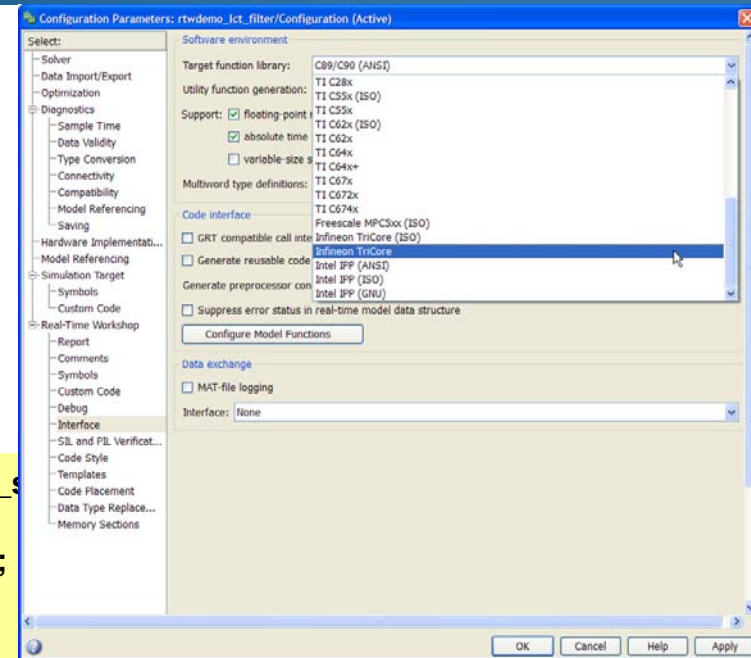 Configuration Parameters: rtwdemo_lct_filter/Configuration (Active)
Select:
Solver
Data Import/Export
Optimization
Diagnostics
Sample Time
Data Validity
Type Conversion
Connectivity
Compatibility
Model Referencing
Saving
Hardware Implementati...
Model Referencing
Simulation Target
Symbols
Custom Code
Real-Time Workshop
Report
Comments
Symbols
Custom Code
Debug
Interface
SIL and PIL Verificat...
Code Style
Templates
Code Placement
Data Type Replace...
Memory Sections
Software environment
Target function library: C89/C90 (ANSI)
Utility function generation:
Support: floating-point
absolute time
variable-size s
Multiword type definitions:
TI C28x
TI C55x (ISO)
TI C55x
TI C62x (ISO)
TI C62x
TI C64x
TI C64x+
TI C67x
TI C672x
TI C674x
Freescale MPC5xx (ISO)
Infineon TriCore (ISO)
Infineon TriCore
Intel IPP (ANSI)
Intel IPP (ISO)
Intel IPP (GNU)
Code interface
GRT compatible call inte
Generate reusable code
Generate preprocessor con
Suppress error status in real-time model data structure
Configure Model Functions
Data exchange
MAT-file logging
Interface: None
OK Cancel Help Apply
_s
;